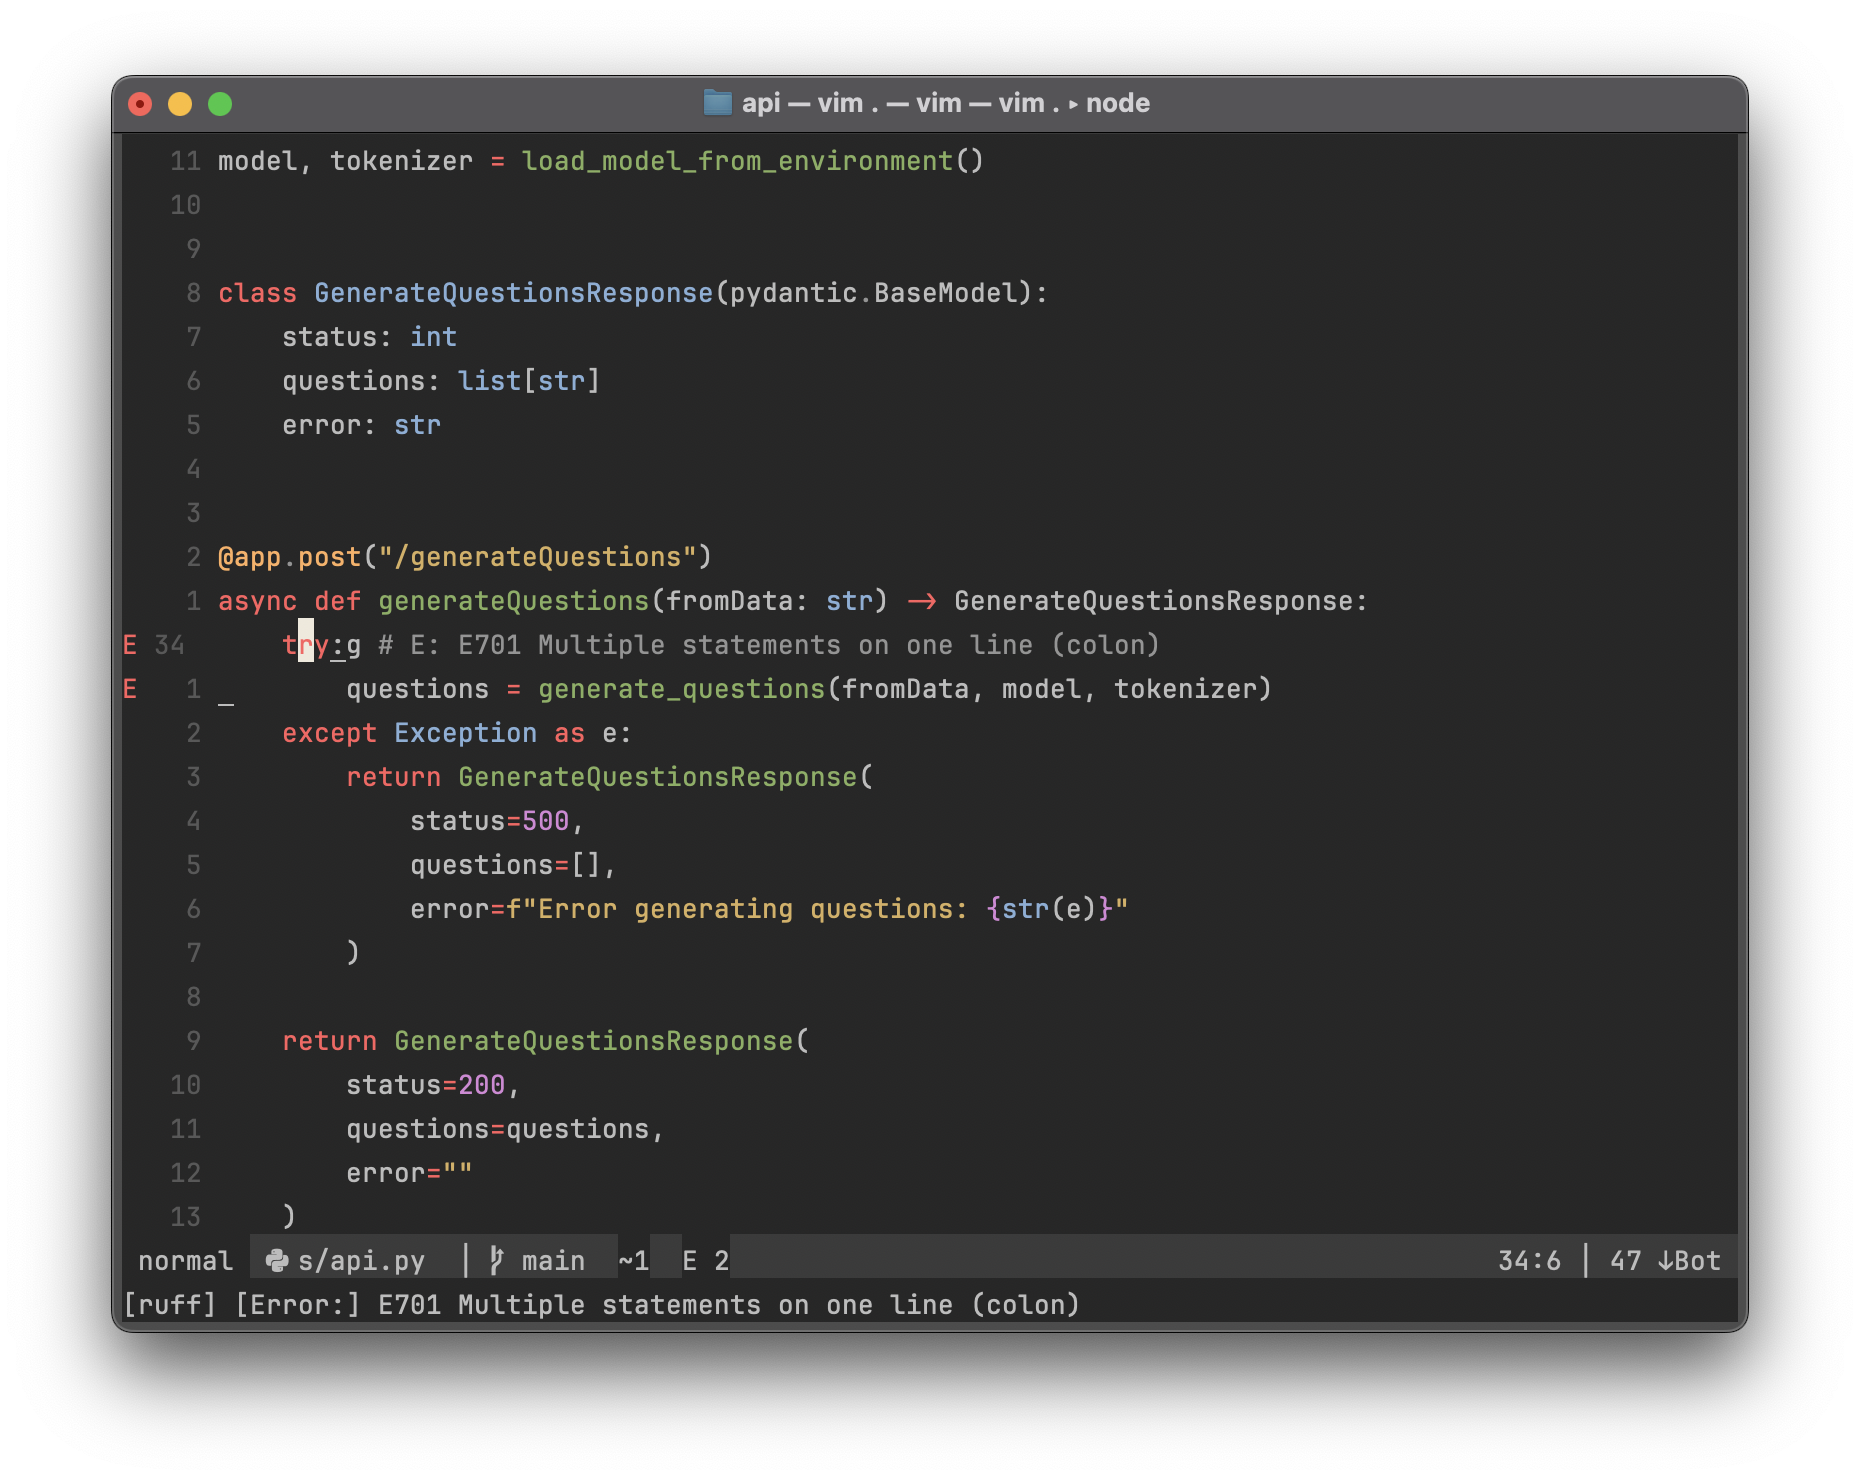 api — vim . — vim — vim . ▸ node
11 model, tokenizer = load_model_from_environment()
10
9
8 class GenerateQuestionsResponse(pydantic.BaseModel):
7     status: int
6     questions: list[str]
5     error: str
4
3
2 @app.post("/generateQuestions")
1 async def generateQuestions(fromData: str) -> GenerateQuestionsResponse:
E 34     try:g # E: E701 Multiple statements on one line (colon)
E 1         questions = generate_questions(fromData, model, tokenizer)
2     except Exception as e:
3         return GenerateQuestionsResponse(
4             status=500,
5             questions=[],
6             error=f"Error generating questions: {str(e)}"
7         )
8
9     return GenerateQuestionsResponse(
10         status=200,
11         questions=questions,
12         error=""
13     )
normal s/api.py | main ~1 E 2 34:6 | 47 ↓Bot
[ruff] [Error:] E701 Multiple statements on one line (colon)